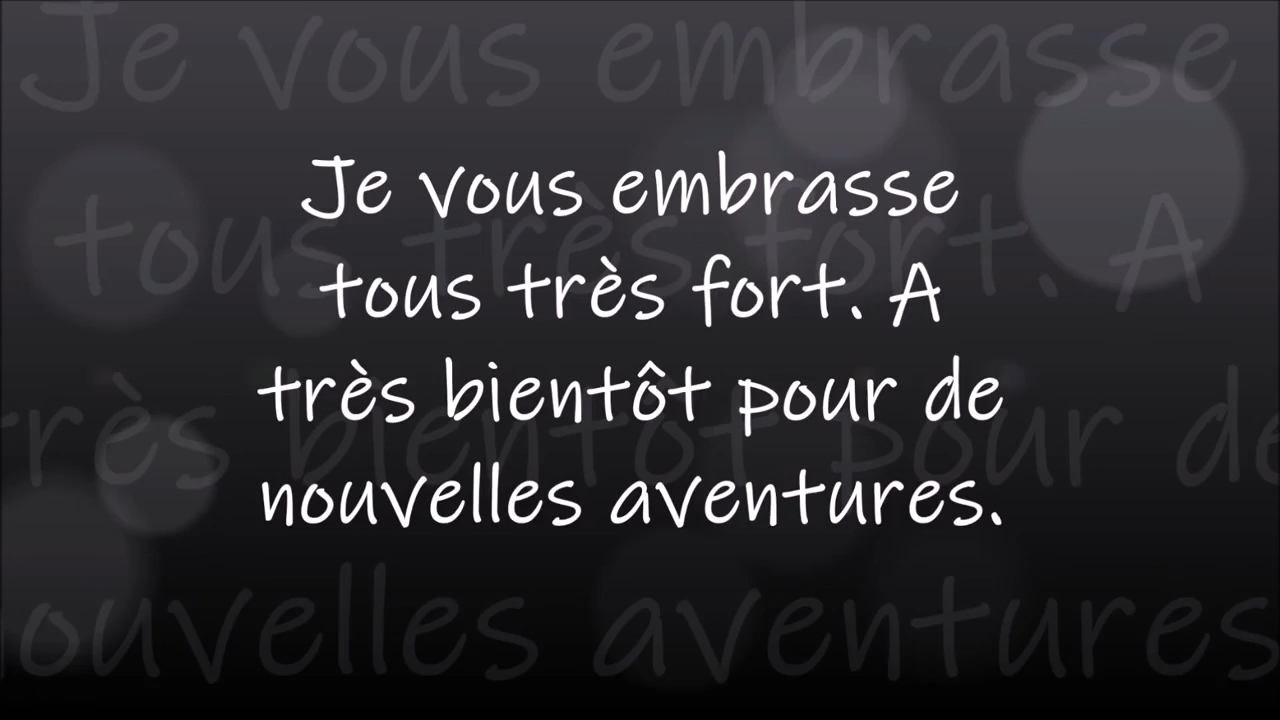 Je vous embrasse
tous très fort. A
très bientôt pour de
nouvelles aventures.